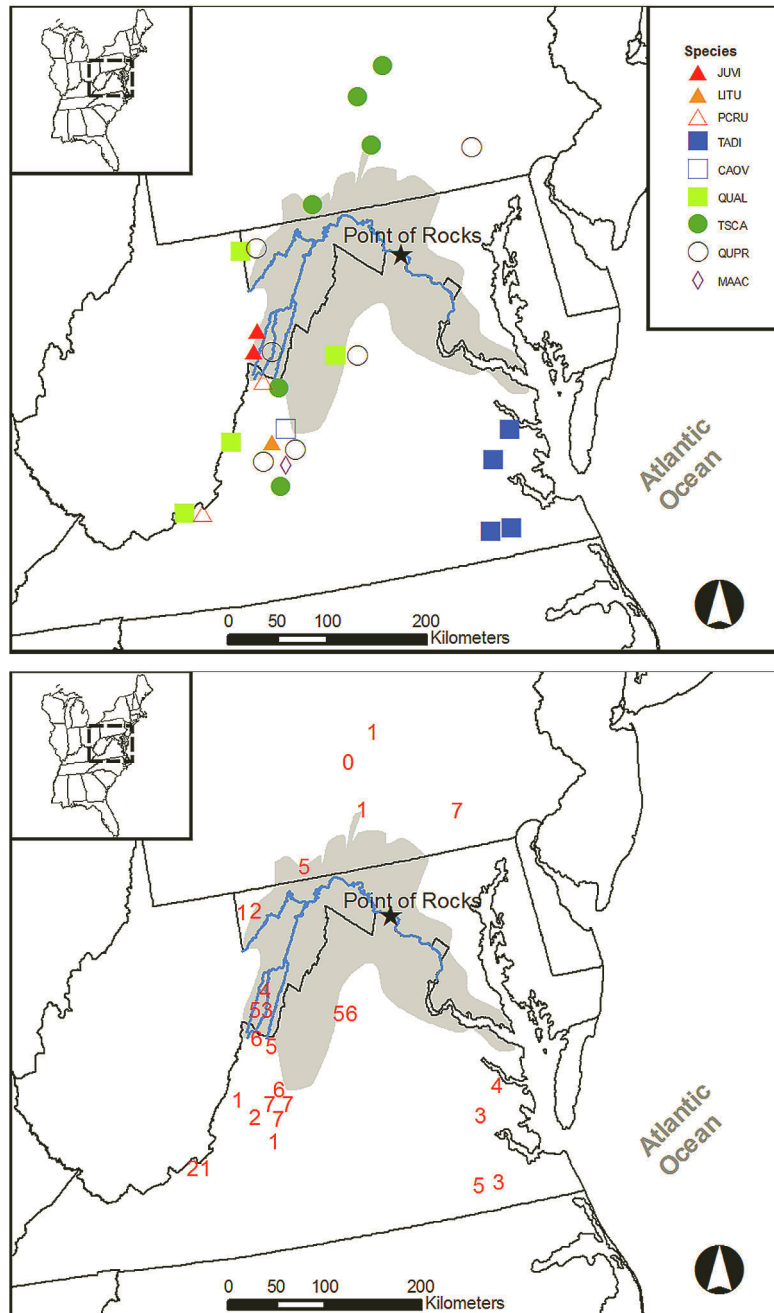 Species
JUVI
LITU
PCRU
TADI
CAOV
QUAL
TSCA
QUPR
MAAC
Point of Rocks
Atlantic
Ocean
0 100 200
Kilometers
1
0
1
7
5
12
Point of Rocks
4
53
56
6
5
6
4
1
7
7
2
7
3
1
21
5
3
Atlantic
Ocean
0 50 100 200
Kilometers